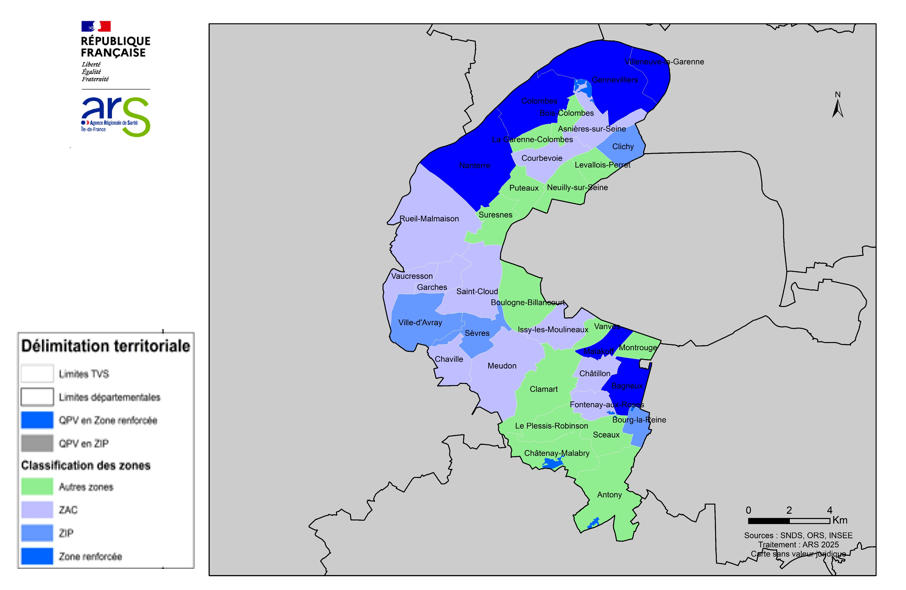 RÉPUBLIQUE
FRANÇAISE
Liberté
Égalité
Fraternité
ars
Agence Régionale de Santé
Île-de-France
Délimitation territoriale
Limites TVS
Limites départementales
QPV en Zone renforcée
QPV en ZIP
Classification des zones
Autres zones
ZAC
ZIP
Zone renforcée
Villeneuve-la-Garenne
Gennevilliers
Colombes
Bois-Colombes
Asnières-sur-Seine
La Garenne-Colombes
Clichy
Courbevoie
Nanterre
Levallois-Perret
Puteaux
Neuilly-sur-Seine
Suresnes
Rueil-Malmaison
Vaucresson
Garches
Saint-Cloud
Boulogne-Billancourt
Ville-d'Avray
Sèvres
Issy-les-Moulineaux
Vanves
Malakoff
Montrouge
Chaville
Meudon
Châtillon
Clamart
Bagneux
Fontenay-aux-Roses
Bourg-la-Reine
Le Plessis-Robinson
Sceaux
Châtenay-Malabry
Antony
N
0 2 4
Km
Sources : SNDS, ORS, INSEE
Traitement : ARS 2025
Carte sans valeur juridique